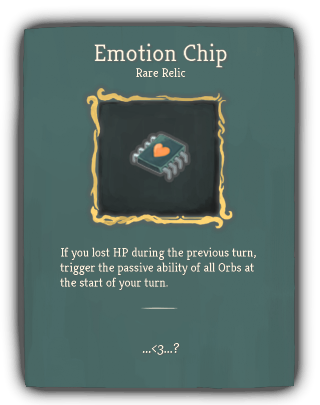 Emotion Chip
Rare Relic
If you lost HP during the previous turn,
trigger the passive ability of all Orbs at
the start of your turn.
...<3...?